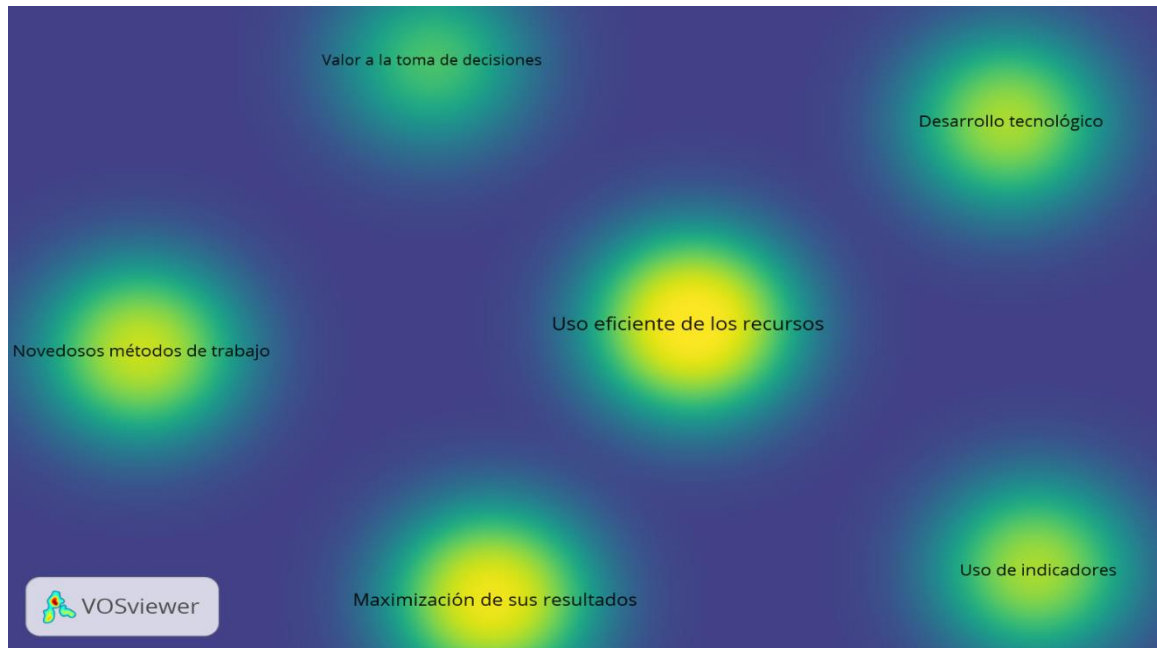 Valor a la toma de decisiones
Desarrollo tecnológico
Uso eficiente de los recursos
Novedosos métodos de trabajo
Uso de indicadores
Maximización de sus resultados
VOSviewer